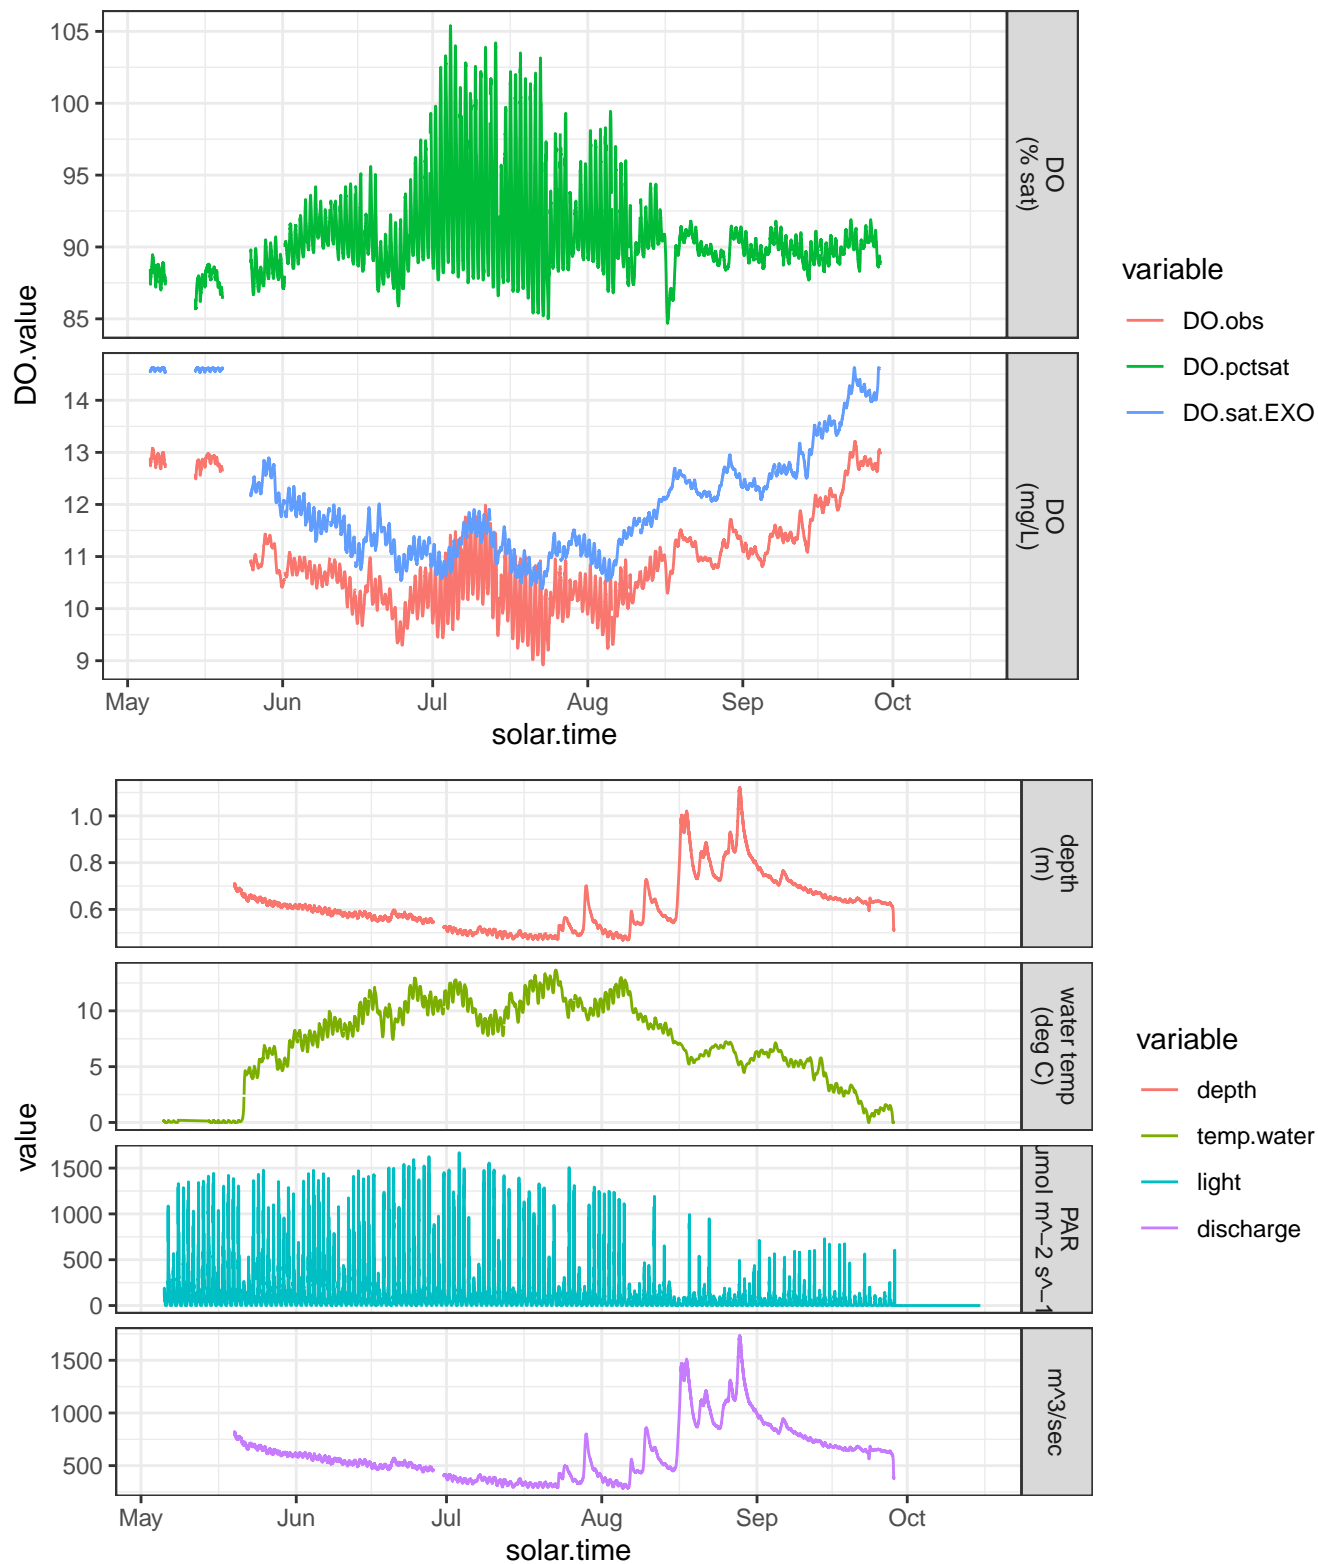 105
100
95
90
85
DO
(% sat)
14
13
12
11
10
9
DO
(mg/L)
DO.value
May Jun Jul Aug Sep Oct
solar.time
variable
DO.obs
DO.pctsat
DO.sat.EXO
1.0
0.8
0.6
depth
(m)
10
5
0
water temp
(deg C)
1500
1000
500
0
PAR
umol m^−2 s^−1
1500
1000
500
m^3/sec
value
May Jun Jul Aug Sep Oct
solar.time
variable
depth
temp.water
light
discharge